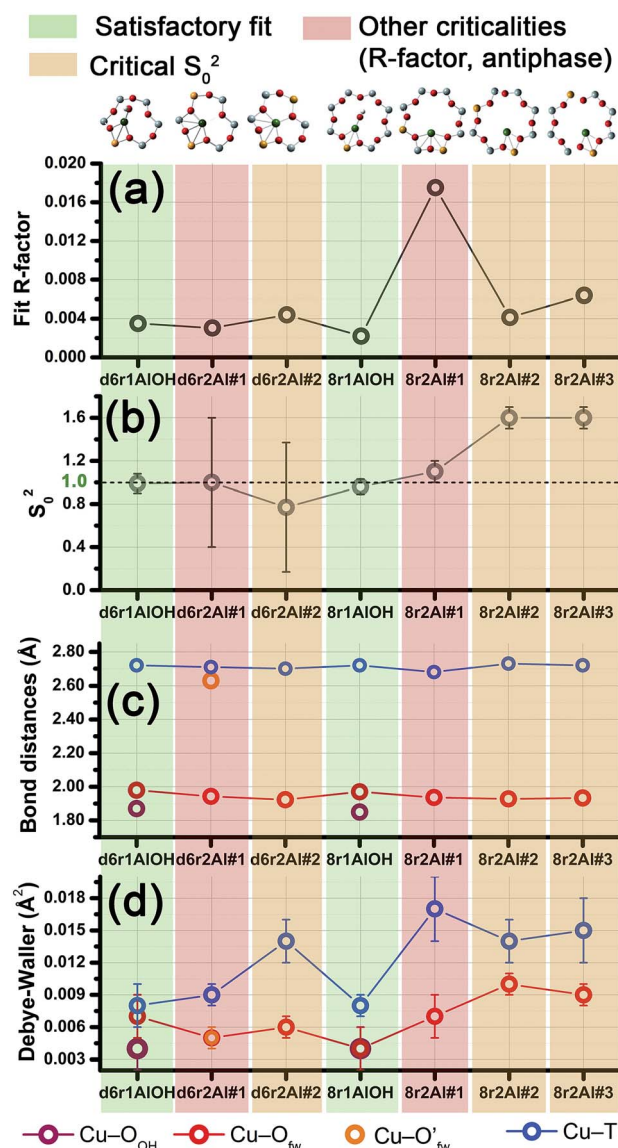 Satisfactory fit
Other criticalities
(R-factor, antiphase)
Critical S₀²
(a)
Fit R-factor
0.020
0.016
0.012
0.008
0.004
0.000
d6r1AlOH d6r2Al#1 d6r2Al#2 8r1AlOH 8r2Al#1 8r2Al#2 8r2Al#3
(b)
S₀²
1.6
1.2
1.0
0.8
0.4
0.0
d6r1AlOH d6r2Al#1 d6r2Al#2 8r1AlOH 8r2Al#1 8r2Al#2 8r2Al#3
(c)
Bond distances (Å)
2.80
2.60
2.40
2.20
2.00
1.80
d6r1AlOH d6r2Al#1 d6r2Al#2 8r1AlOH 8r2Al#1 8r2Al#2 8r2Al#3
(d)
Debye-Waller (Å²)
0.018
0.015
0.012
0.009
0.006
0.003
d6r1AlOH d6r2Al#1 d6r2Al#2 8r1AlOH 8r2Al#1 8r2Al#2 8r2Al#3
Cu–O_OH Cu–O_fw Cu–O'_fw Cu–T